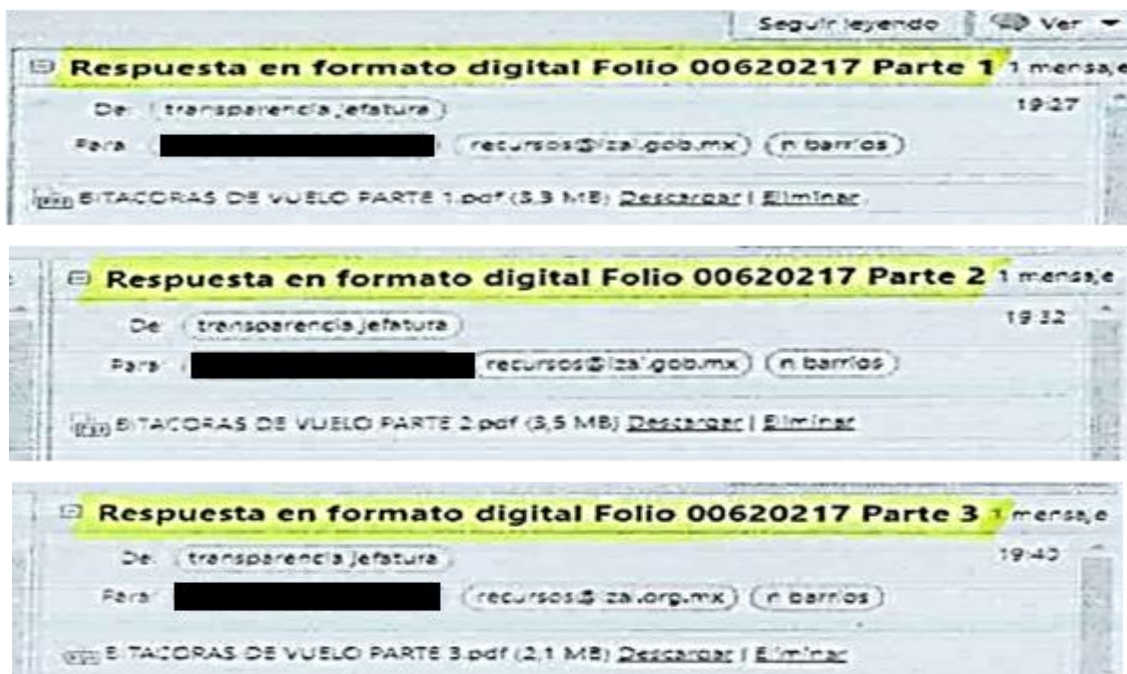 Seguir leyendo Ver
Respuesta en formato digital Folio 00620217 Parte 1 1 mensaje
De: transparencia.jefatura 19:27
Para: recursos@izai.gob.mx n barrios
BITACORAS DE VUELO PARTE 1.pdf (3,3 MB) Descargar | Eliminar
Respuesta en formato digital Folio 00620217 Parte 2 1 mensaje
De: transparencia.jefatura 19:32
Para: recursos@izai.gob.mx n barrios
BITACORAS DE VUELO PARTE 2.pdf (3,5 MB) Descargar | Eliminar
Respuesta en formato digital Folio 00620217 Parte 3 1 mensaje
De: transparencia.jefatura 19:40
Para: recursos@izai.org.mx n barrios
BITACORAS DE VUELO PARTE 3.pdf (2,1 MB) Descargar | Eliminar